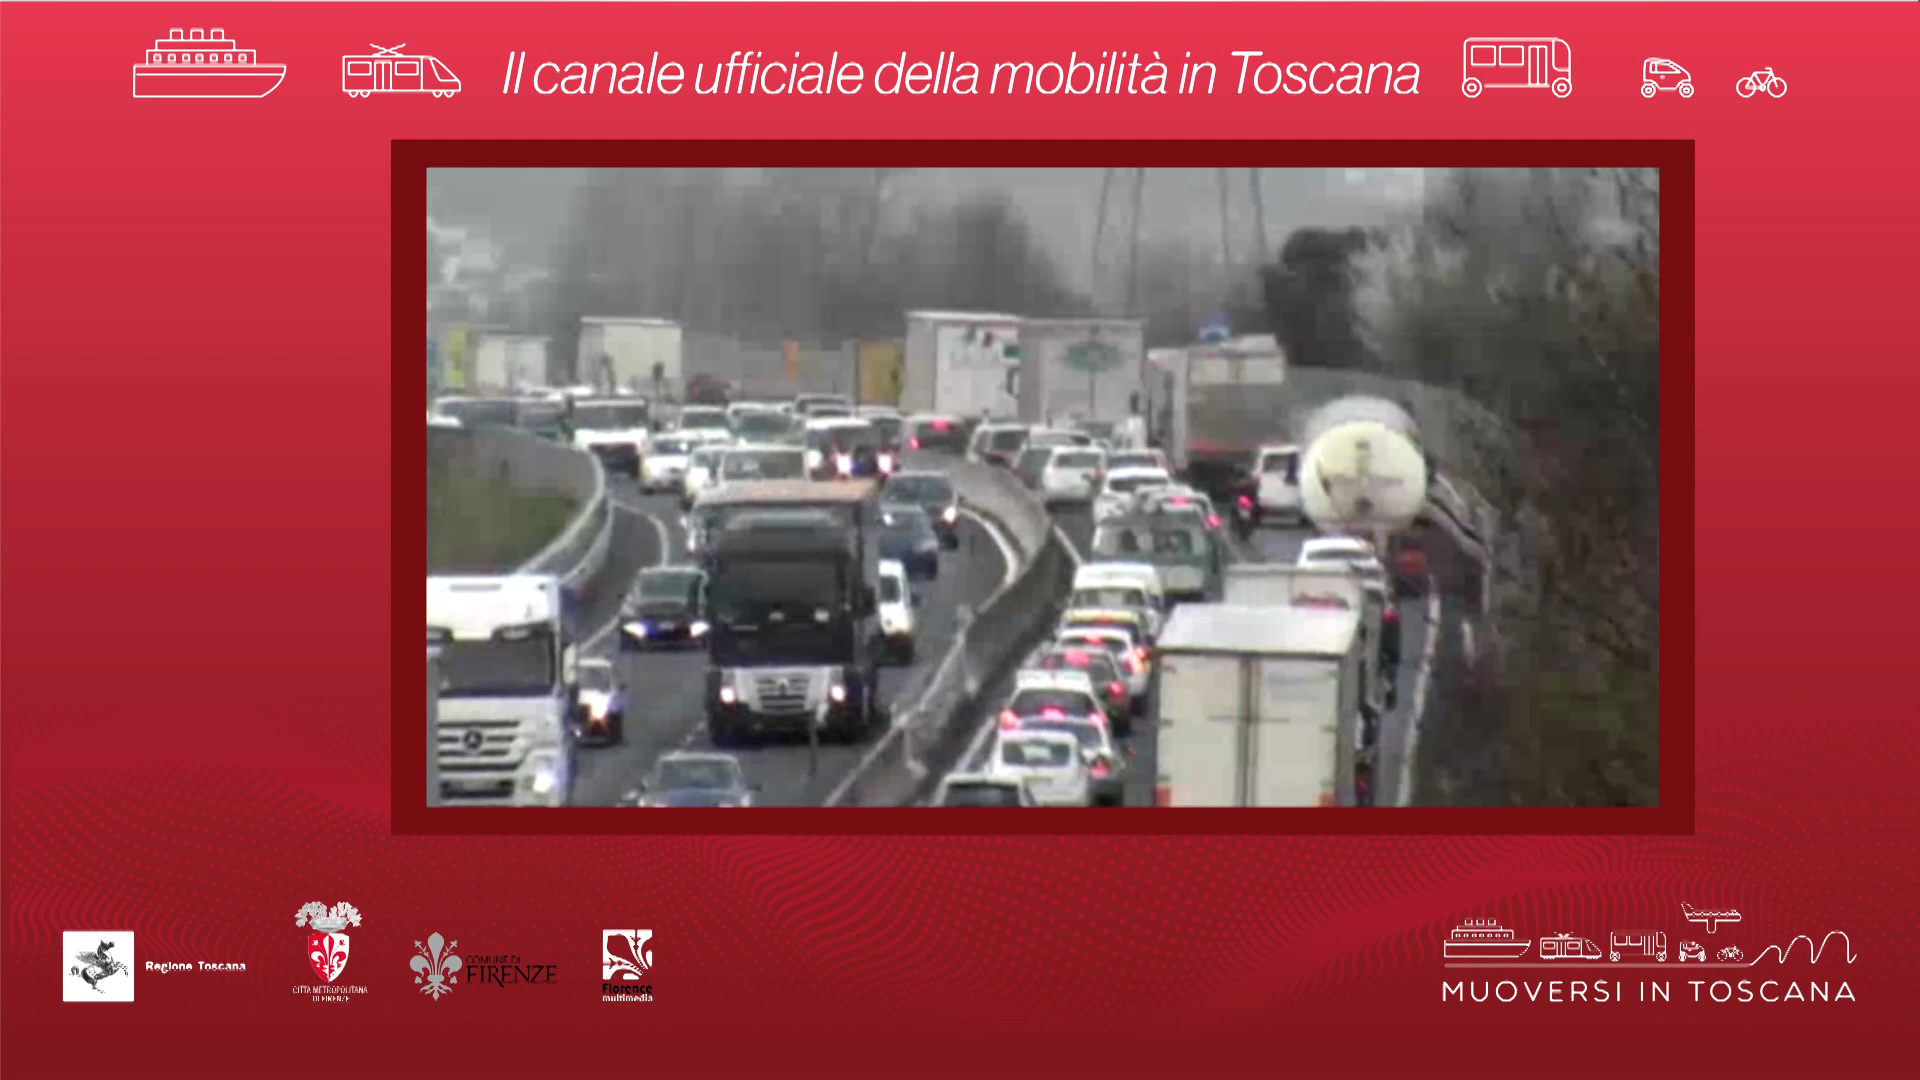 Il canale ufficiale della mobilità in Toscana
Regione Toscana
CITTÀ METROPOLITANA
DI FIRENZE
COMUNE DI
FIRENZE
Florence
multimedia
MUOVERSI IN TOSCANA